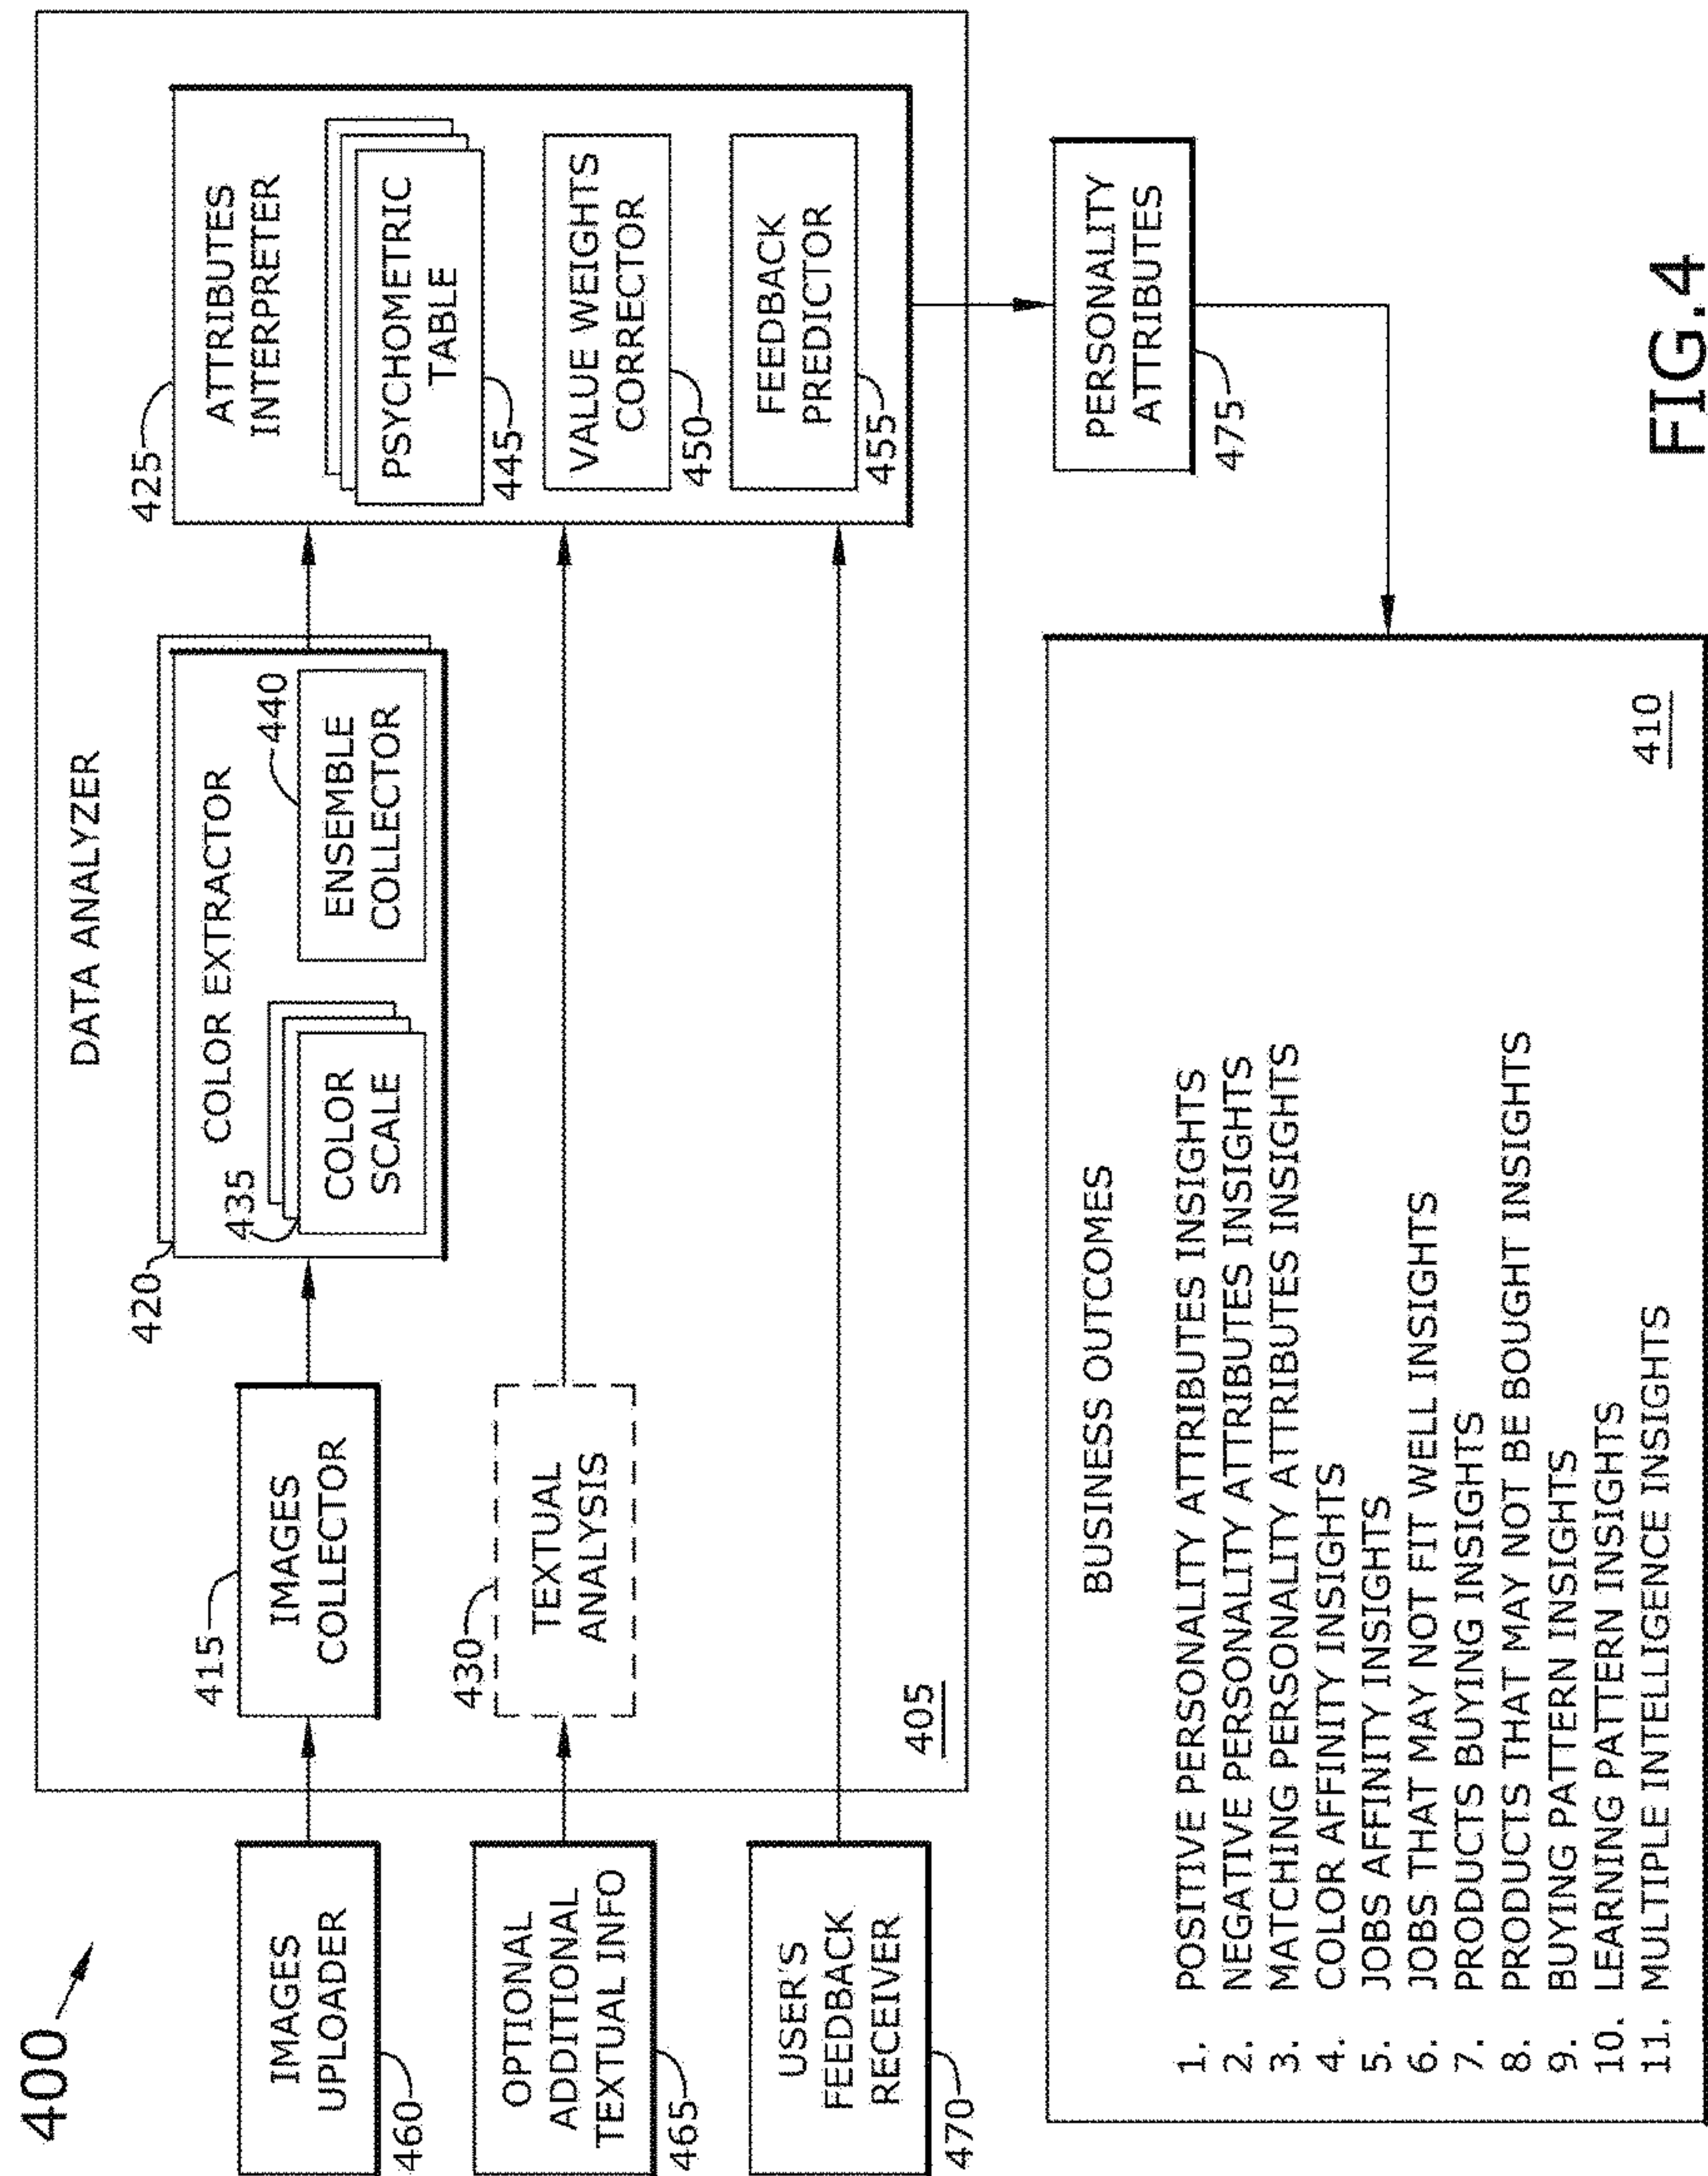 400
DATA ANALYZER
IMAGES
UPLOADER
460
415
IMAGES
COLLECTOR
420
COLOR EXTRACTOR
435
COLOR
SCALE
440
ENSEMBLE
COLLECTOR
425
ATTRIBUTES
INTERPRETER
PSYCHOMETRIC
TABLE
445
VALUE WEIGHTS
CORRECTOR
450
FEEDBACK
PREDICTOR
455
OPTIONAL
ADDITIONAL
TEXTUAL INFO
465
430
TEXTUAL
ANALYSIS
USER'S
FEEDBACK
RECEIVER
470
405
PERSONALITY
ATTRIBUTES
475
BUSINESS OUTCOMES
1. POSITIVE PERSONALITY ATTRIBUTES INSIGHTS
2. NEGATIVE PERSONALITY ATTRIBUTES INSIGHTS
3. MATCHING PERSONALITY ATTRIBUTES INSIGHTS
4. COLOR AFFINITY INSIGHTS
5. JOBS AFFINITY INSIGHTS
6. JOBS THAT MAY NOT FIT WELL INSIGHTS
7. PRODUCTS BUYING INSIGHTS
8. PRODUCTS THAT MAY NOT BE BOUGHT INSIGHTS
9. BUYING PATTERN INSIGHTS
10. LEARNING PATTERN INSIGHTS
11. MULTIPLE INTELLIGENCE INSIGHTS
410
FIG.4